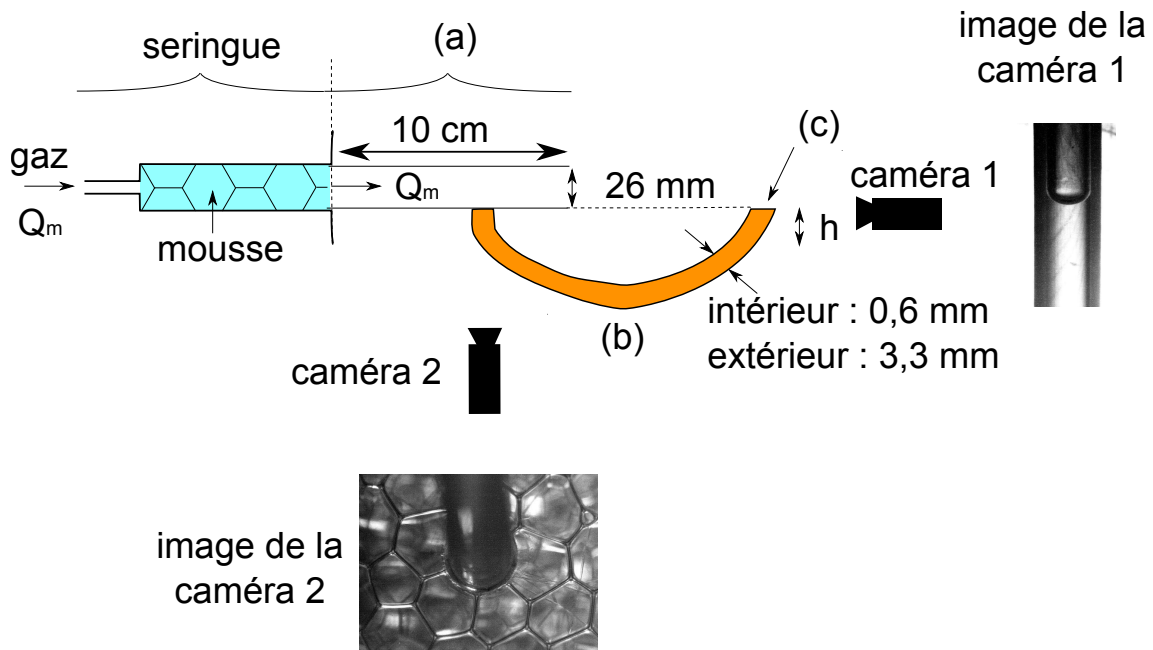 seringue
(a)
image de la
caméra 1
10 cm
(c)
gaz
Qm
Qm
26 mm
caméra 1
h
mousse
intérieur : 0,6 mm
extérieur : 3,3 mm
(b)
caméra 2
image de la
caméra 2